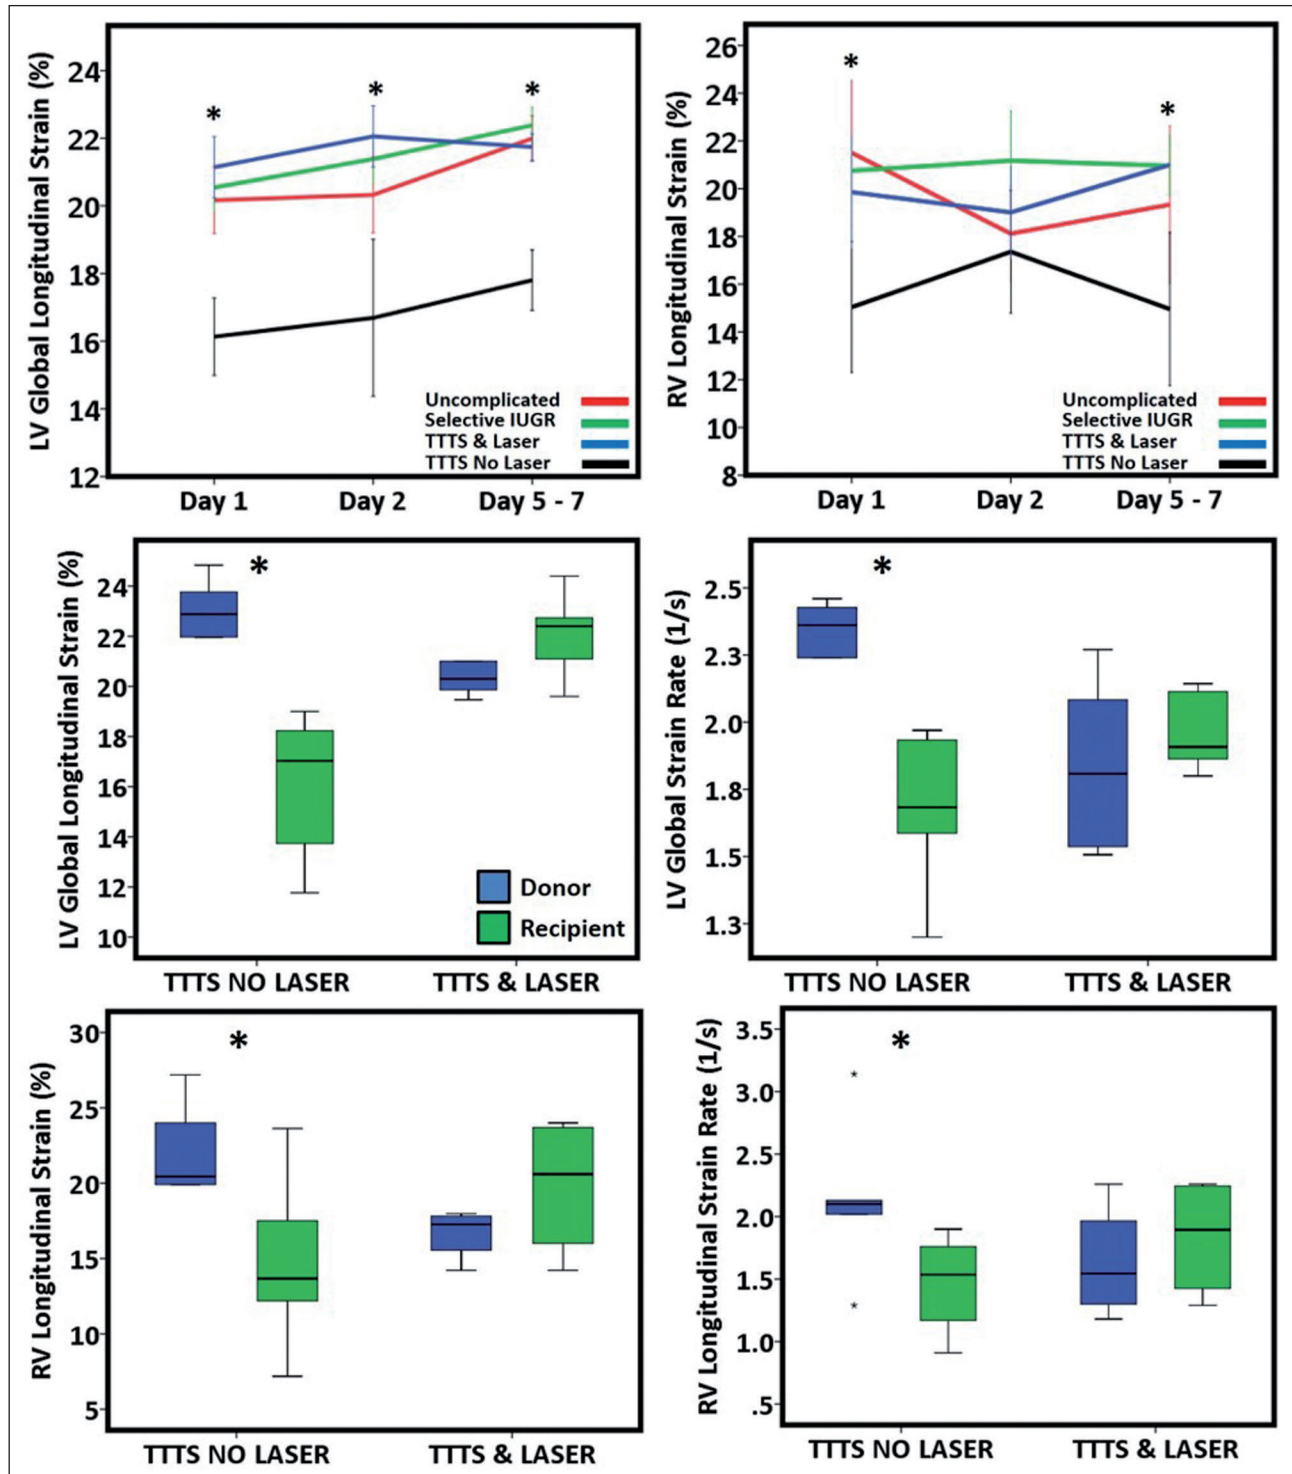 LV Global Longitudinal Strain (%)
24
22
20
18
16
14
12
*
*
*
Uncomplicated
Selective IUGR
TTTS & Laser
TTTS No Laser
Day 1
Day 2
Day 5 - 7
RV Longitudinal Strain (%)
26
24
22
20
18
16
14
12
10
8
*
*
Uncomplicated
Selective IUGR
TTTS & Laser
TTTS No Laser
Day 1
Day 2
Day 5 - 7
LV Global Longitudinal Strain (%)
24
22
20
18
16
14
12
10
*
Donor
Recipient
TTTS NO LASER
TTTS & LASER
LV Global Strain Rate (1/s)
2.5
2.3
2.0
1.8
1.5
1.3
*
TTTS NO LASER
TTTS & LASER
RV Longitudinal Strain (%)
30
25
20
15
10
5
*
TTTS NO LASER
TTTS & LASER
RV Longitudinal Strain Rate (1/s)
3.5
3.0
2.5
2.0
1.5
1.0
.5
*
*
*
TTTS NO LASER
TTTS & LASER